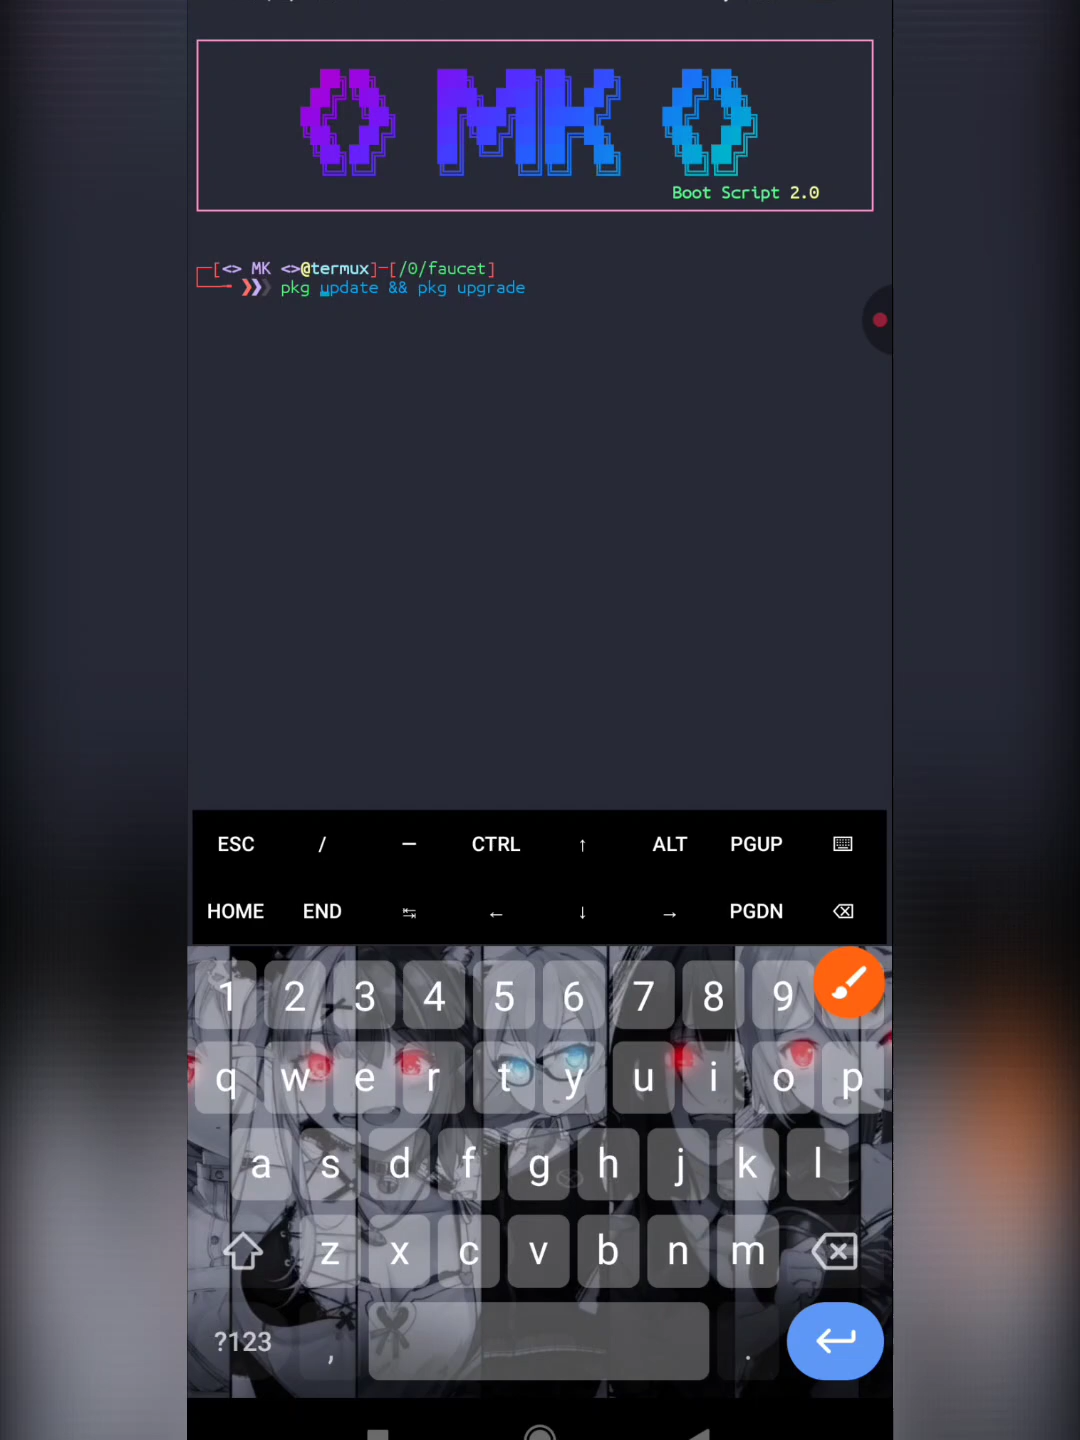 <> MK <>
Boot Script 2.0
┌─[<> MK <>@termux]─[/0/faucet]
└──╼ ❯❯❯ pkg update && pkg upgrade
ESC / — CTRL ↑ ALT PGUP
HOME END ↹ ← ↓ → PGDN ⌫
1 2 3 4 5 6 7 8 9
q w e r t y u i o p
a s d f g h j k l
z x c v b n m
?123 , .